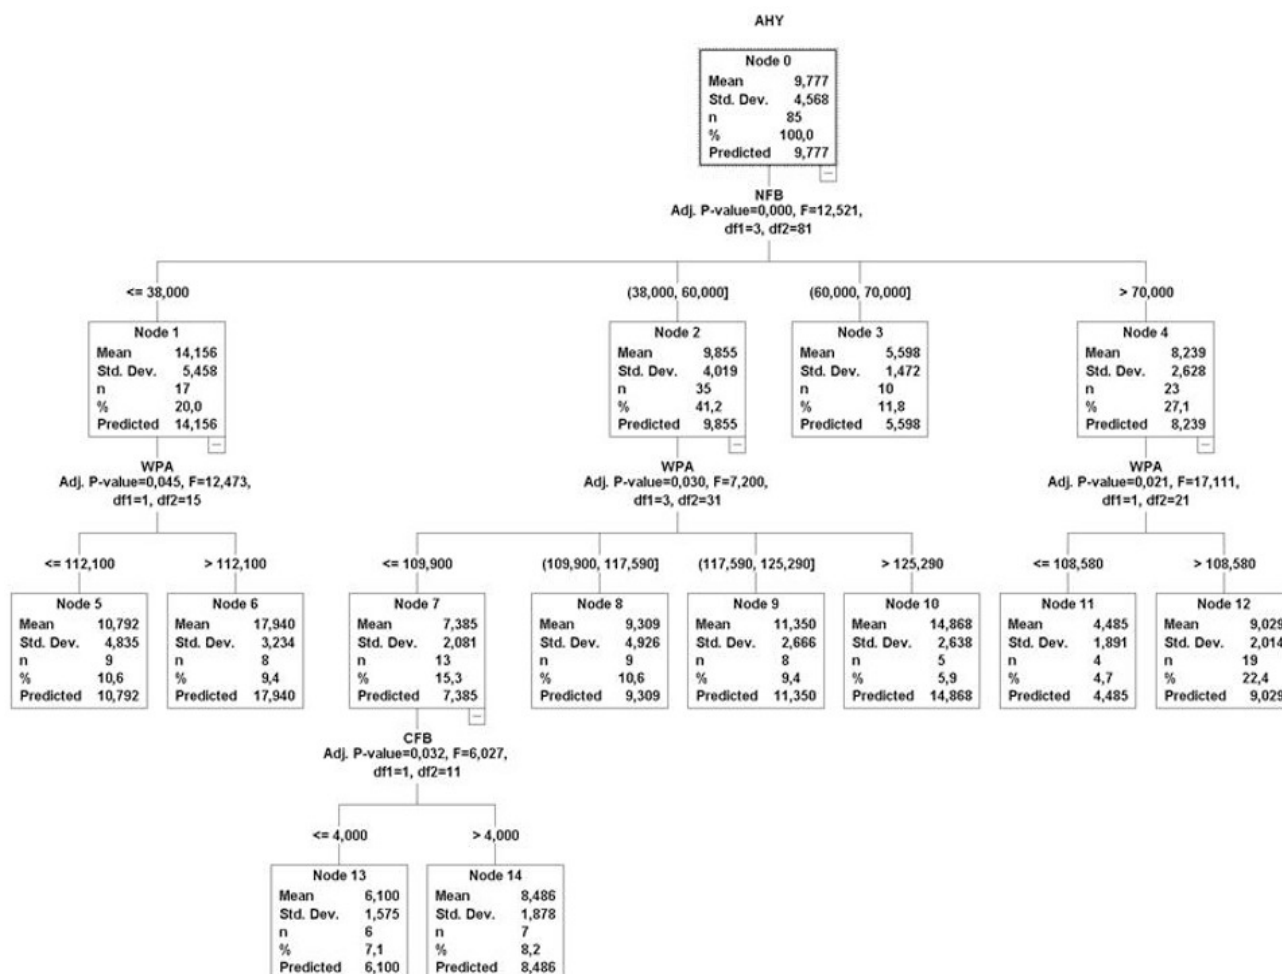 AHY
Node 0
Mean 9,777
Std. Dev. 4,568
n 85
% 100,0
Predicted 9,777
NFB
Adj. P-value=0,000, F=12,521,
df1=3, df2=81
<= 38,000
(38,000, 60,000]
(60,000, 70,000]
> 70,000
Node 1
Mean 14,156
Std. Dev. 5,458
n 17
% 20,0
Predicted 14,156
Node 2
Mean 9,855
Std. Dev. 4,019
n 35
% 41,2
Predicted 9,855
Node 3
Mean 5,598
Std. Dev. 1,472
n 10
% 11,8
Predicted 5,598
Node 4
Mean 8,239
Std. Dev. 2,628
n 23
% 27,1
Predicted 8,239
WPA
Adj. P-value=0,045, F=12,473,
df1=1, df2=15
WPA
Adj. P-value=0,030, F=7,200,
df1=3, df2=31
WPA
Adj. P-value=0,021, F=17,111,
df1=1, df2=21
<= 112,100
> 112,100
<= 109,900
(109,900, 117,590]
(117,590, 125,290]
> 125,290
<= 108,580
> 108,580
Node 5
Mean 10,792
Std. Dev. 4,835
n 9
% 10,6
Predicted 10,792
Node 6
Mean 17,940
Std. Dev. 3,234
n 8
% 9,4
Predicted 17,940
Node 7
Mean 7,385
Std. Dev. 2,081
n 13
% 15,3
Predicted 7,385
Node 8
Mean 9,309
Std. Dev. 4,926
n 9
% 10,6
Predicted 9,309
Node 9
Mean 11,350
Std. Dev. 2,666
n 8
% 9,4
Predicted 11,350
Node 10
Mean 14,868
Std. Dev. 2,638
n 5
% 5,9
Predicted 14,868
Node 11
Mean 4,485
Std. Dev. 1,891
n 4
% 4,7
Predicted 4,485
Node 12
Mean 9,029
Std. Dev. 2,014
n 19
% 22,4
Predicted 9,029
CFB
Adj. P-value=0,032, F=6,027,
df1=1, df2=11
<= 4,000
> 4,000
Node 13
Mean 6,100
Std. Dev. 1,575
n 6
% 7,1
Predicted 6,100
Node 14
Mean 8,486
Std. Dev. 1,878
n 7
% 8,2
Predicted 8,486